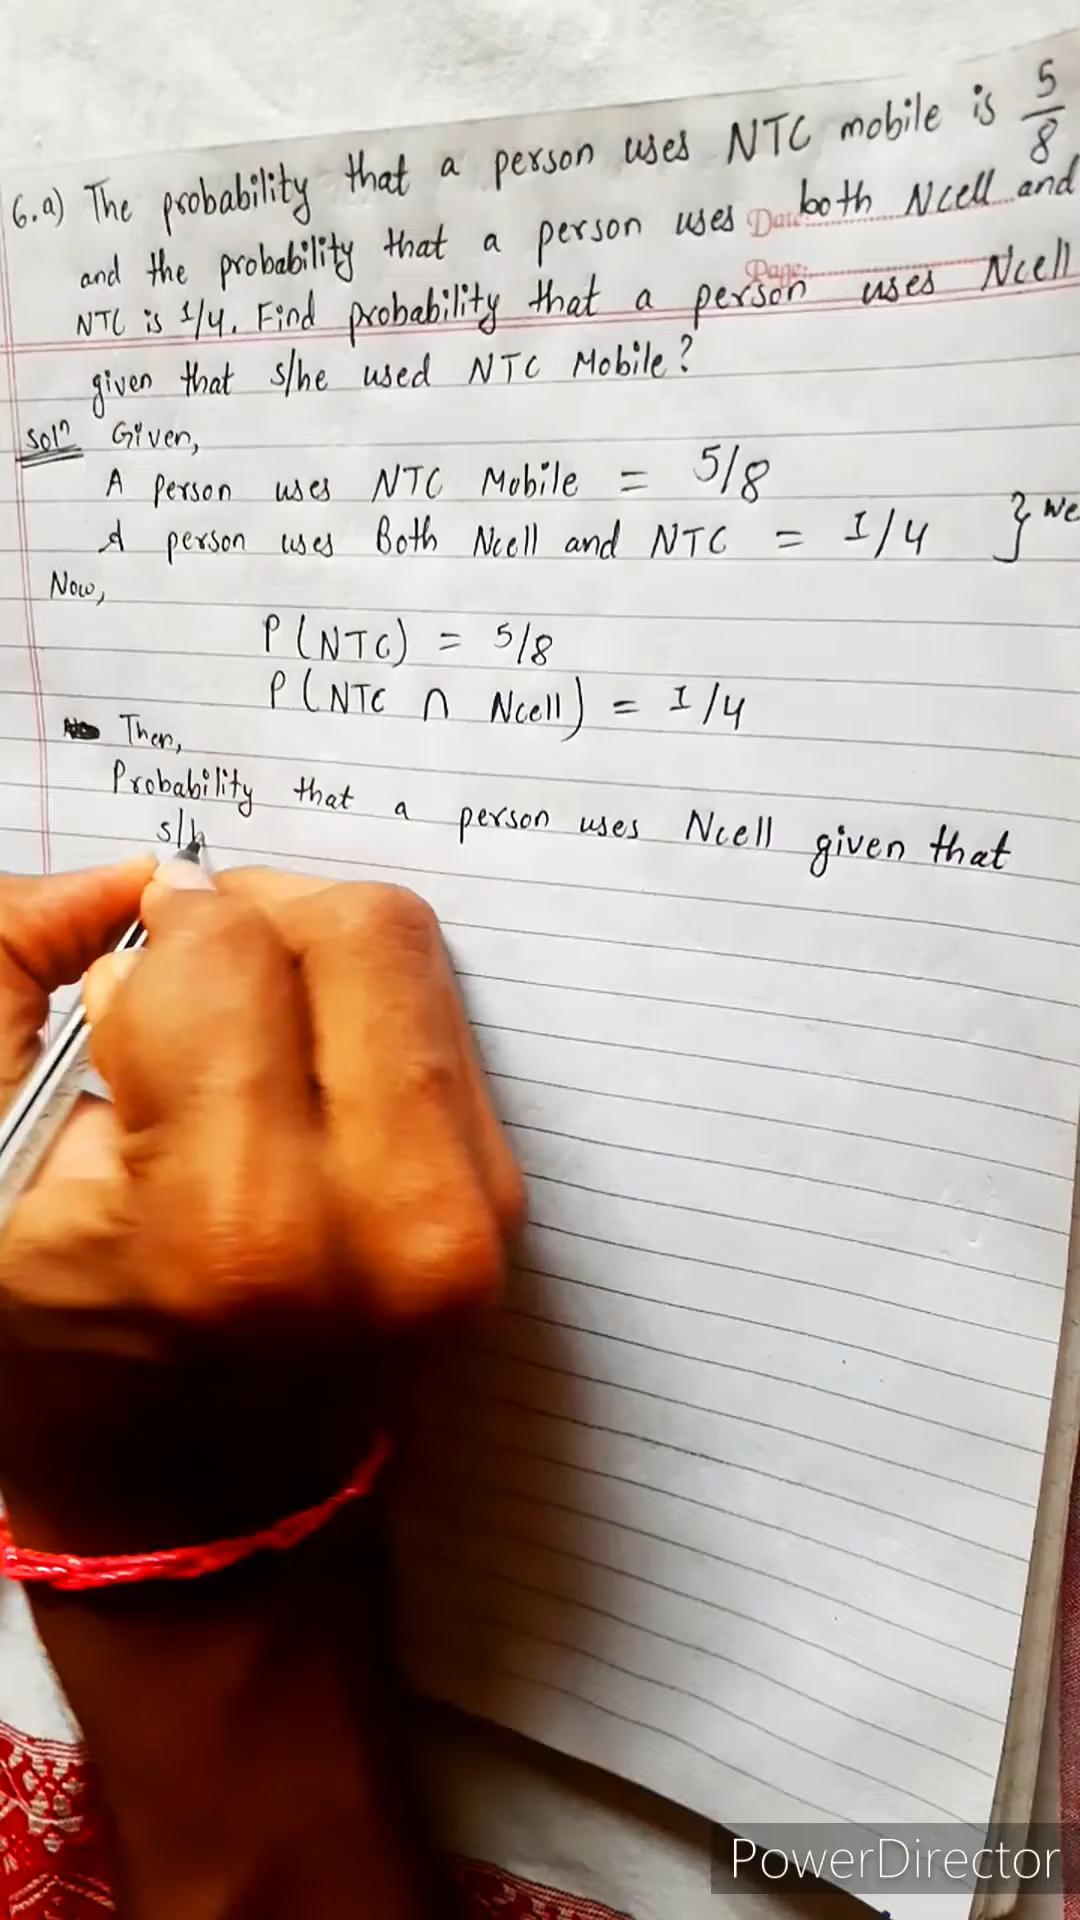 6.a) The probability that a person uses NTC mobile is 5/8
and the probability that a person uses both Ncell and
Date:
Page:
NTC is 1/4. Find probability that a person uses Ncell
given that s/he used NTC Mobile?
Solⁿ Given,
A person uses NTC Mobile = 5/8
A person uses Both Ncell and NTC = 1/4 } we
Now,
P(NTC) = 5/8
P(NTC ∩ Ncell) = 1/4
Then,
Probability that a person uses Ncell given that
s/h
PowerDirector